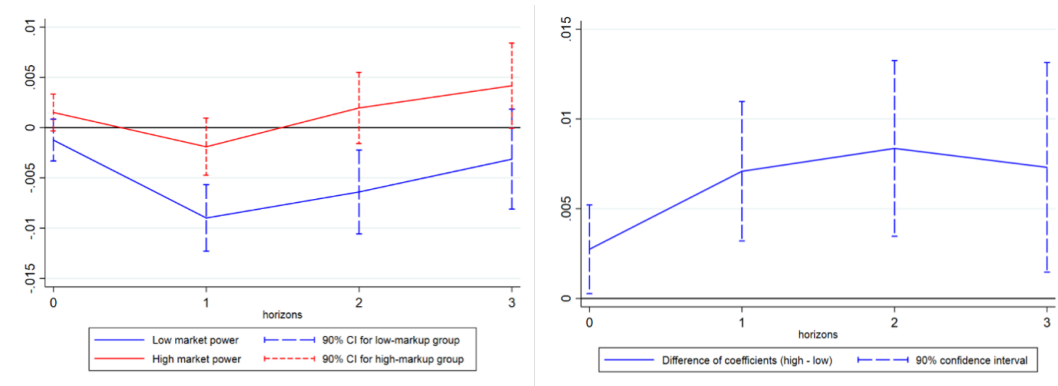 .01
.005
0
-.005
-.01
-.015
0 1 2 3
horizons
Low market power 90% CI for low-markup group
High market power 90% CI for high-markup group
.015
.01
.005
0
0 1 2 3
horizons
Difference of coefficients (high - low) 90% confidence interval